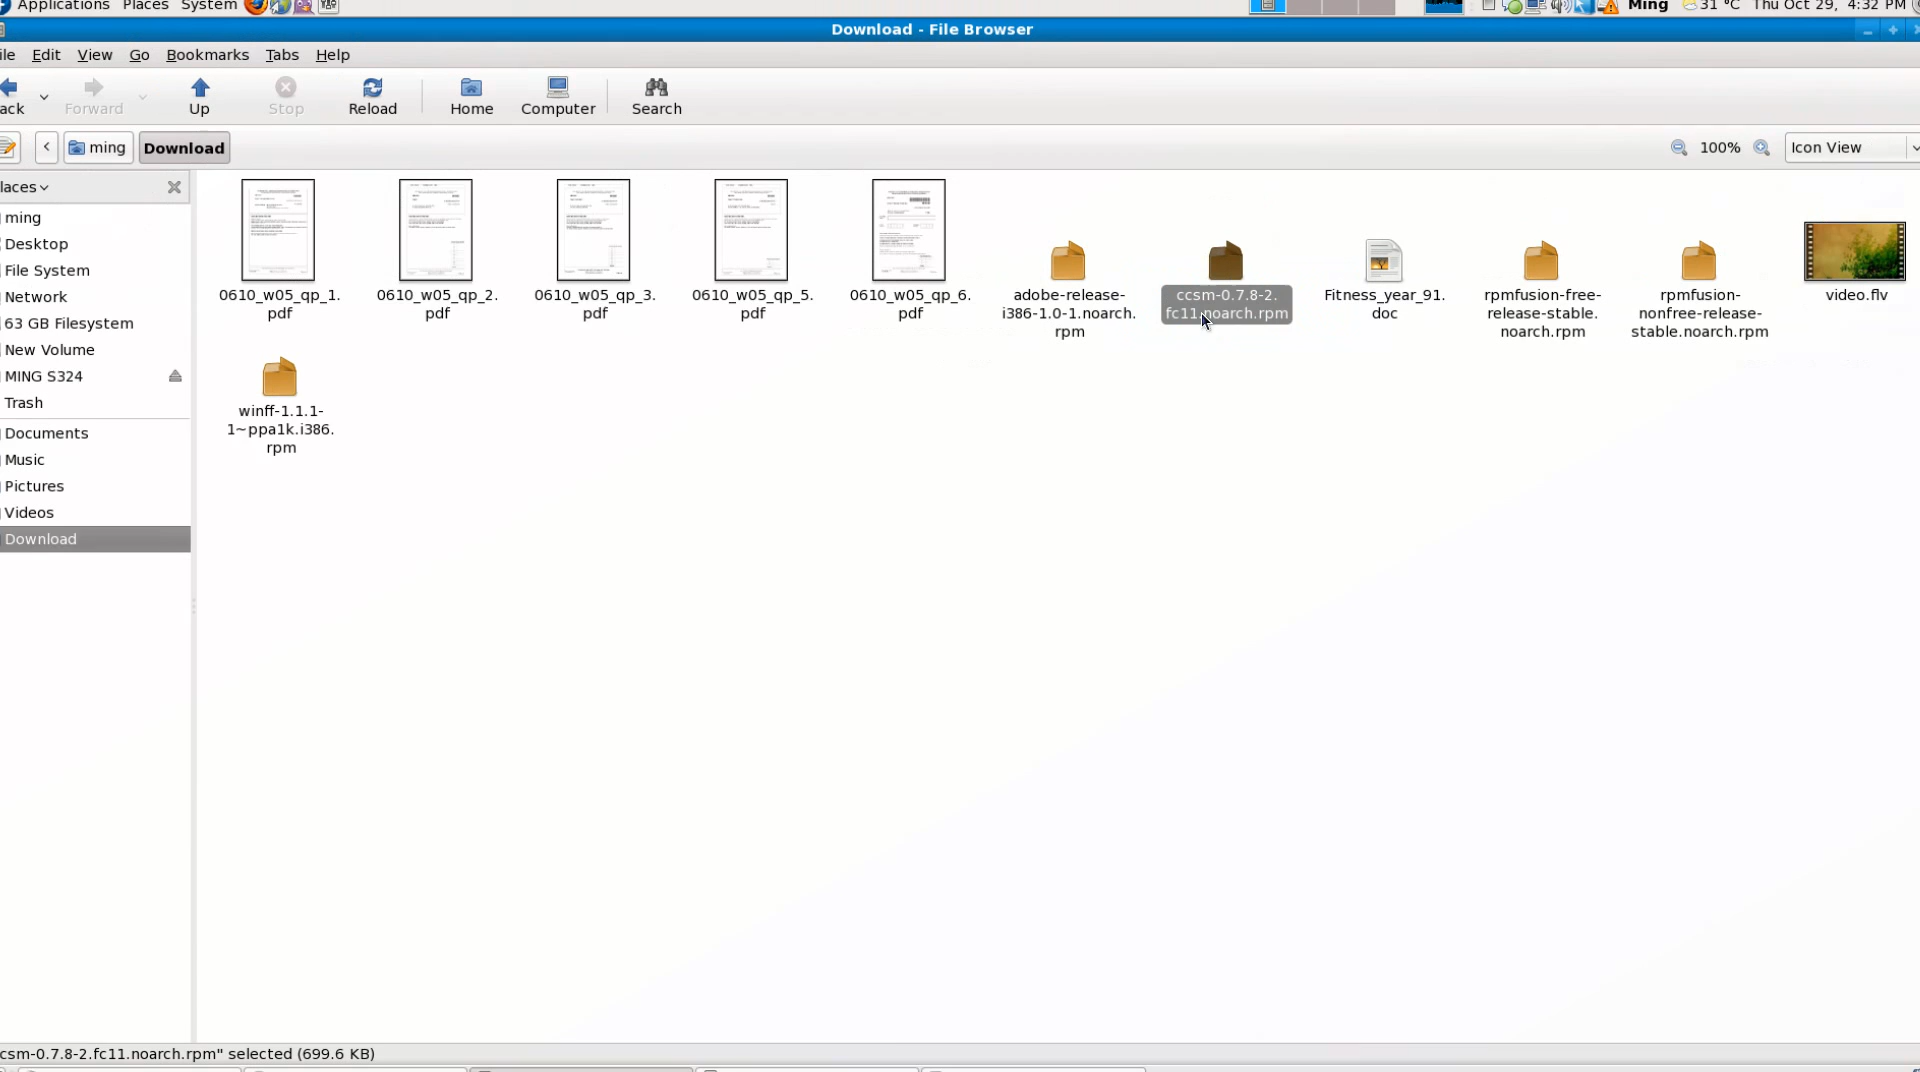 Applications Places System Ming 31 °C Thu Oct 29, 4:32 PM
Download - File Browser
ile Edit View Go Bookmarks Tabs Help
ack Forward Up Stop Reload Home Computer Search
ming Download 100% Icon View
laces
ming
Desktop
File System
Network
63 GB Filesystem
New Volume
MING S324
Trash
Documents
Music
Pictures
Videos
Download
0610_w05_qp_1.
pdf
0610_w05_qp_2.
pdf
0610_w05_qp_3.
pdf
0610_w05_qp_5.
pdf
0610_w05_qp_6.
pdf
adobe-release-
i386-1.0-1.noarch.
rpm
ccsm-0.7.8-2.
fc11.noarch.rpm
Fitness_year_91.
doc
rpmfusion-free-
release-stable.
noarch.rpm
rpmfusion-
nonfree-release-
stable.noarch.rpm
video.flv
winff-1.1.1-
1~ppa1k.i386.
rpm
csm-0.7.8-2.fc11.noarch.rpm" selected (699.6 KB)